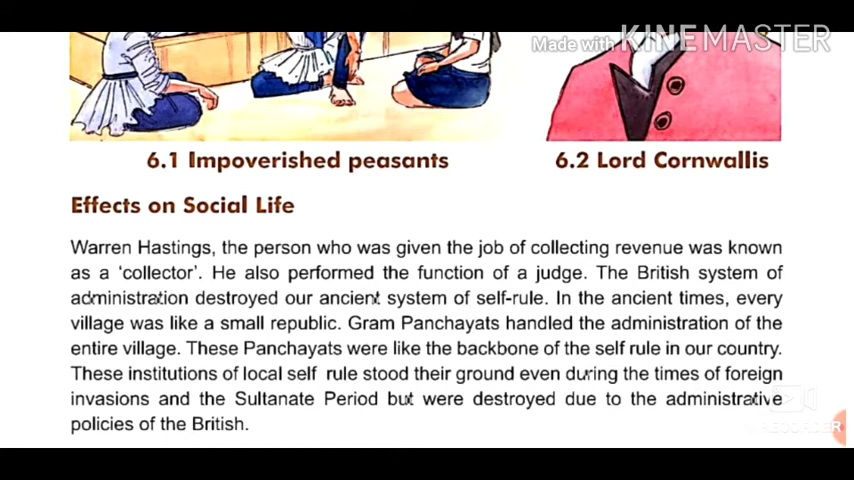 Made with KINEMASTER
6.1 Impoverished peasants
6.2 Lord Cornwallis
Effects on Social Life
Warren Hastings, the person who was given the job of collecting revenue was known
as a ‘collector’. He also performed the function of a judge. The British system of
administration destroyed our ancient system of self-rule. In the ancient times, every
village was like a small republic. Gram Panchayats handled the administration of the
entire village. These Panchayats were like the backbone of the self rule in our country.
These institutions of local self rule stood their ground even during the times of foreign
invasions and the Sultanate Period but were destroyed due to the administrative
policies of the British.
RECORDER